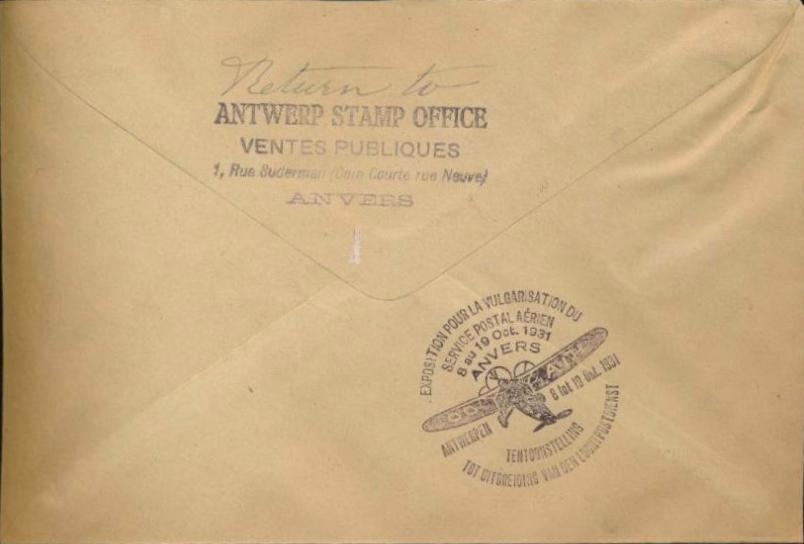 Return to
ANTWERP STAMP OFFICE
VENTES PUBLIQUES
1, Rue Suderman (Coin Courte rue Neuve)
ANVERS
EXPOSITION POUR LA VULGARISATION DU
SERVICE POSTAL AÉRIEN
8 au 19 Oct. 1931
ANVERS
8 tot 19 Oct. 1931
ANTWERPEN
TENTOONSTELLING
TOT UITBREIDING VAN DEN LUCHTPOSTDIENST